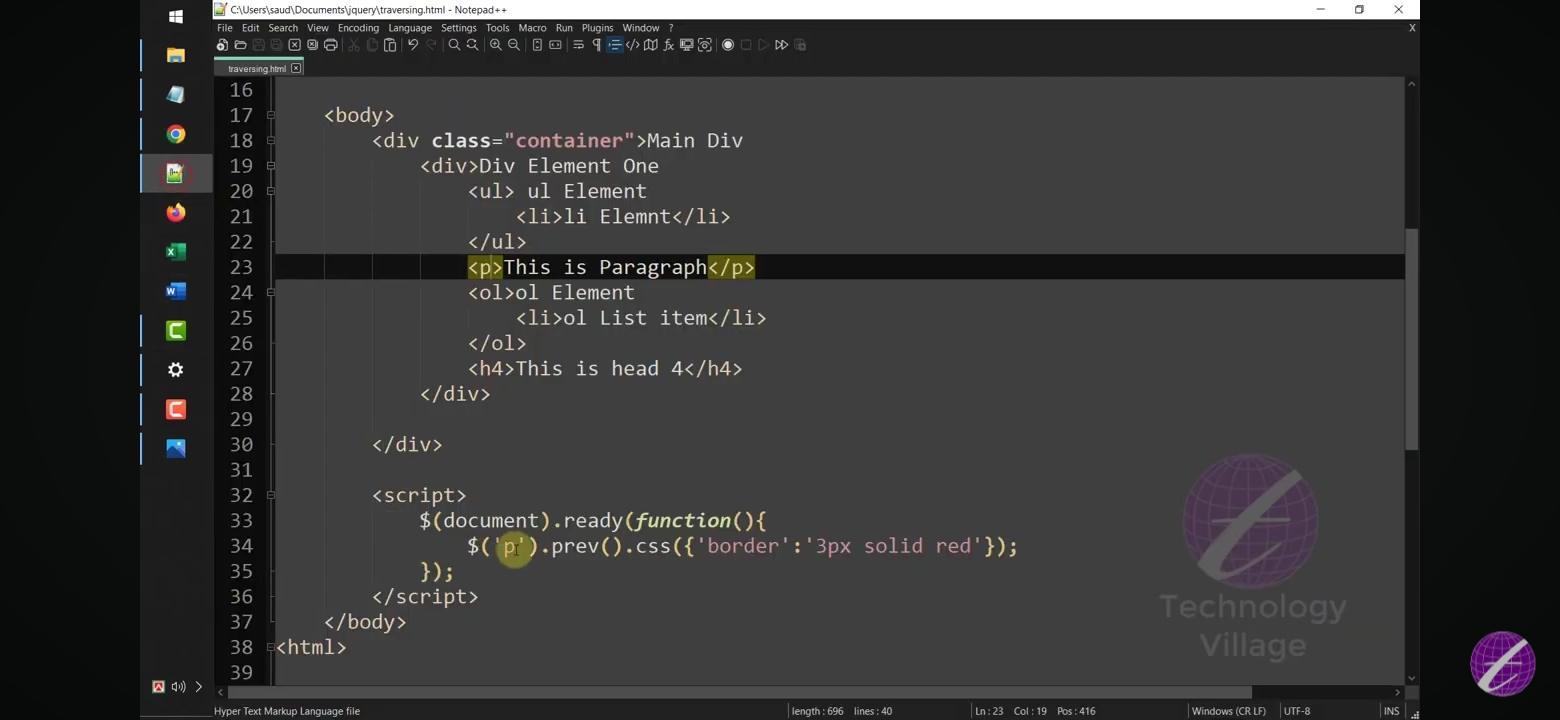 C:\Users\saud\Documents\jquery\traversing.html - Notepad++
File Edit Search View Encoding Language Settings Tools Macro Run Plugins Window ? X
traversing.html
16
17 <body>
18 <div class="container">Main Div
19 <div>Div Element One
20 <ul> ul Element
21 <li>li Elemnt</li>
22 </ul>
23 <p>This is Paragraph</p>
24 <ol>ol Element
25 <li>ol List item</li>
26 </ol>
27 <h4>This is head 4</h4>
28 </div>
29
30 </div>
31
32 <script>
33 $(document).ready(function(){
34 $('p').prev().css({'border':'3px solid red'});
35 });
36 </script>
37 </body>
38 <html>
39
Technology
Village
Hyper Text Markup Language file length : 696 lines : 40 Ln : 23 Col : 19 Pos : 416 Windows (CR LF) UTF-8 INS